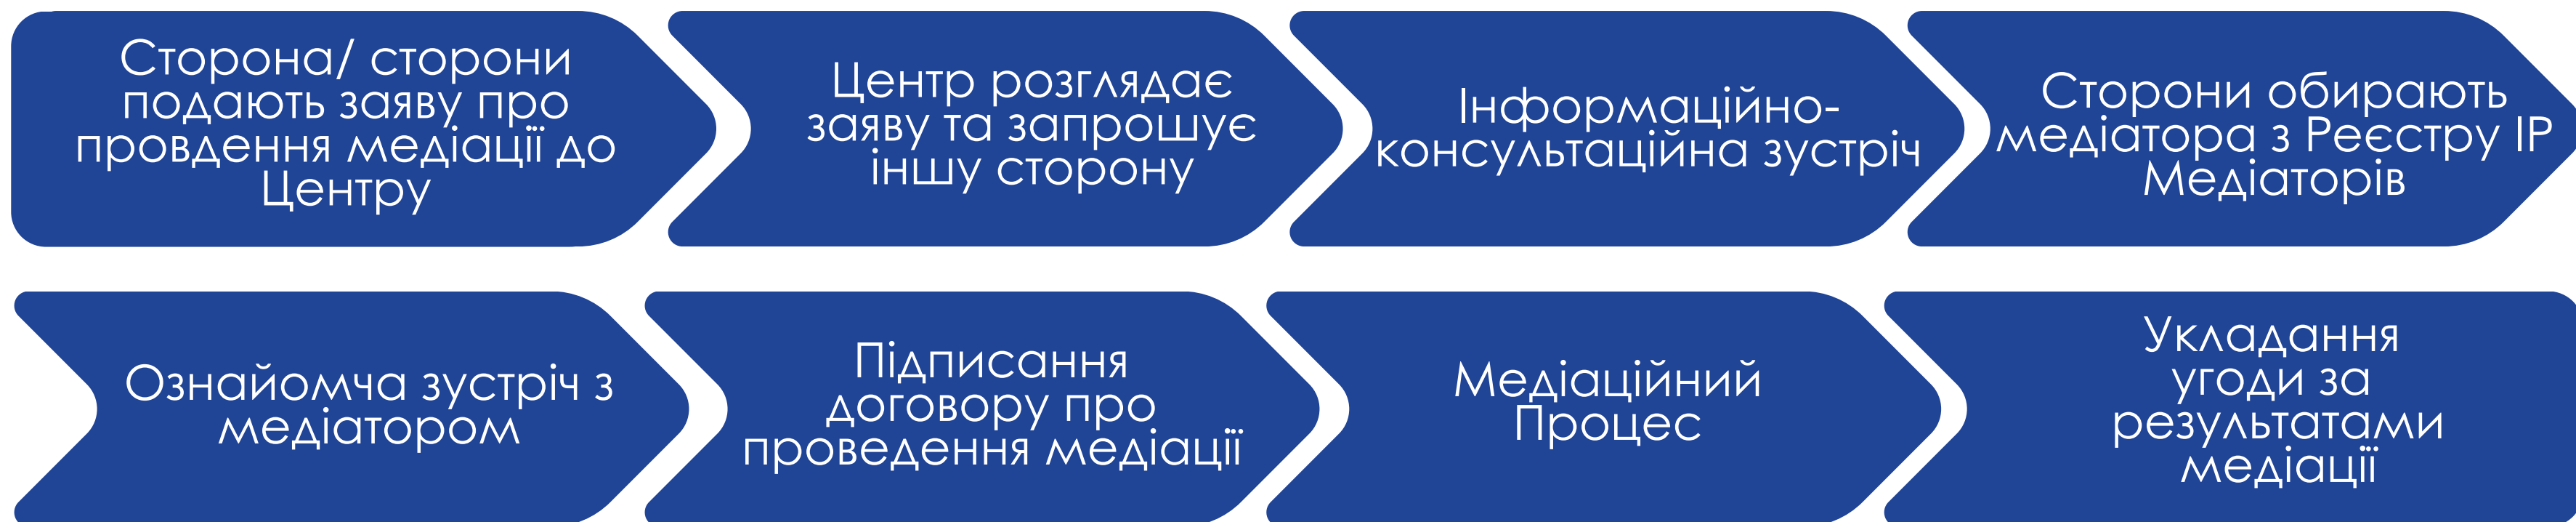 Сторона/ сторони
подають заяву про
провдення медіації до
Центру
Центр розглядає
заяву та запрошує
іншу сторону
Інформаційно-
консультаційна зустріч
Сторони обирають
медіатора з Реєстру ІР
Медіаторів
Ознайомча зустріч з
медіатором
Підписання
договору про
проведення медіації
Медіаційний
Процес
Укладання
угоди за
результатами
медіації